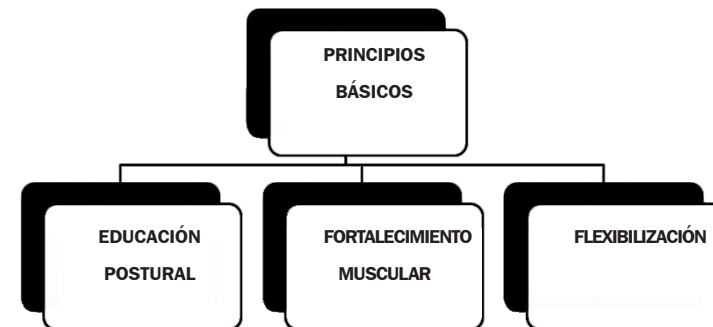 PRINCIPIOS
BÁSICOS
EDUCACIÓN
POSTURAL
FORTALECIMIENTO
MUSCULAR
FLEXIBILIZACIÓN